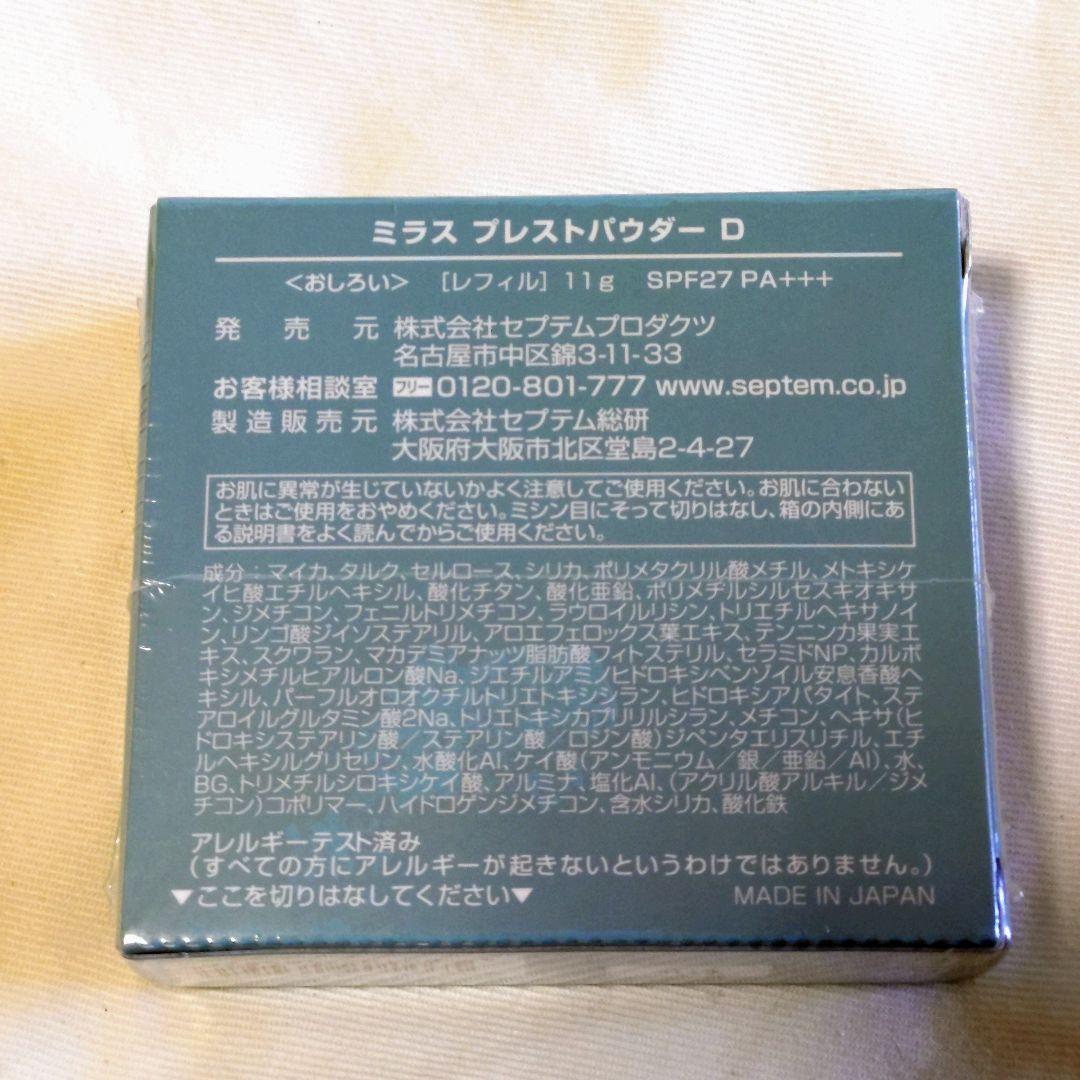 ミラス プレストパウダー D
<おしろい> [レフィル] 11g SPF27 PA+++
発売元 株式会社セプテムプロダクツ
名古屋市中区錦3-11-33
お客様相談室 フリー0120-801-777 www.septem.co.jp
製造販売元 株式会社セプテム総研
大阪府大阪市北区堂島2-4-27
お肌に異常が生じていないかよく注意してご使用ください。お肌に合わない
ときはご使用をおやめください。ミシン目にそって切りはなし、箱の内側にあ
る説明書をよく読んでからご使用ください。
成分：マイカ、タルク、セルロース、シリカ、ポリメタクリル酸メチル、メトキシケ
イヒ酸エチルヘキシル、酸化チタン、酸化亜鉛、ポリメチルシルセスキオキサ
ン、ジメチコン、フェニルトリメチコン、ラウロイルリシン、トリエチルヘキサノイ
ン、リンゴ酸ジイソステアリル、アロエフェロックス葉エキス、テンニンカ果実エ
キス、スクワラン、マカデミアナッツ脂肪酸フィトステリル、セラミドNP、カルボ
キシメチルヒアルロン酸Na、ジエチルアミノヒドロキシベンゾイル安息香酸ヘ
キシル、パーフルオロオクチルトリエトキシシラン、ヒドロキシアパタイト、ステ
アロイルグルタミン酸2Na、トリエトキシカプリリルシラン、メチコン、ヘキサ(ヒ
ドロキシステアリン酸／ステアリン酸／ロジン酸)ジペンタエリスリチル、エチ
ルヘキシルグリセリン、水酸化Al、ケイ酸(アンモニウム／銀／亜鉛／Al)、水、
BG、トリメチルシロキシケイ酸、アルミナ、塩化Al、(アクリル酸アルキル／ジメ
チコン)コポリマー、ハイドロゲンジメチコン、含水シリカ、酸化鉄
アレルギーテスト済み
(すべての方にアレルギーが起きないというわけではありません。)
▼ここを切りはなしてください▼ MADE IN JAPAN